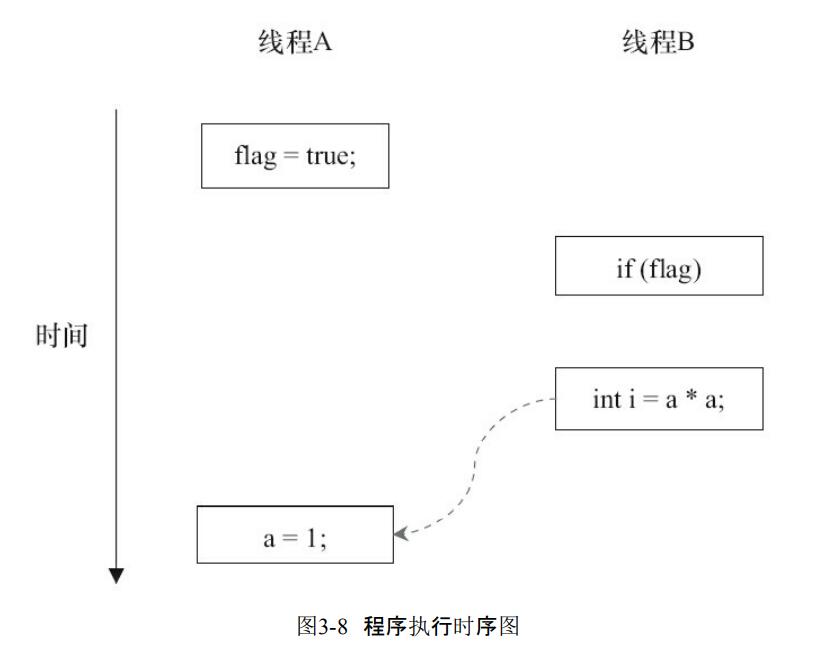 线程A 线程B
flag = true;
if (flag)
时间
int i = a * a;
a = 1;
图3-8 程序执行时序图